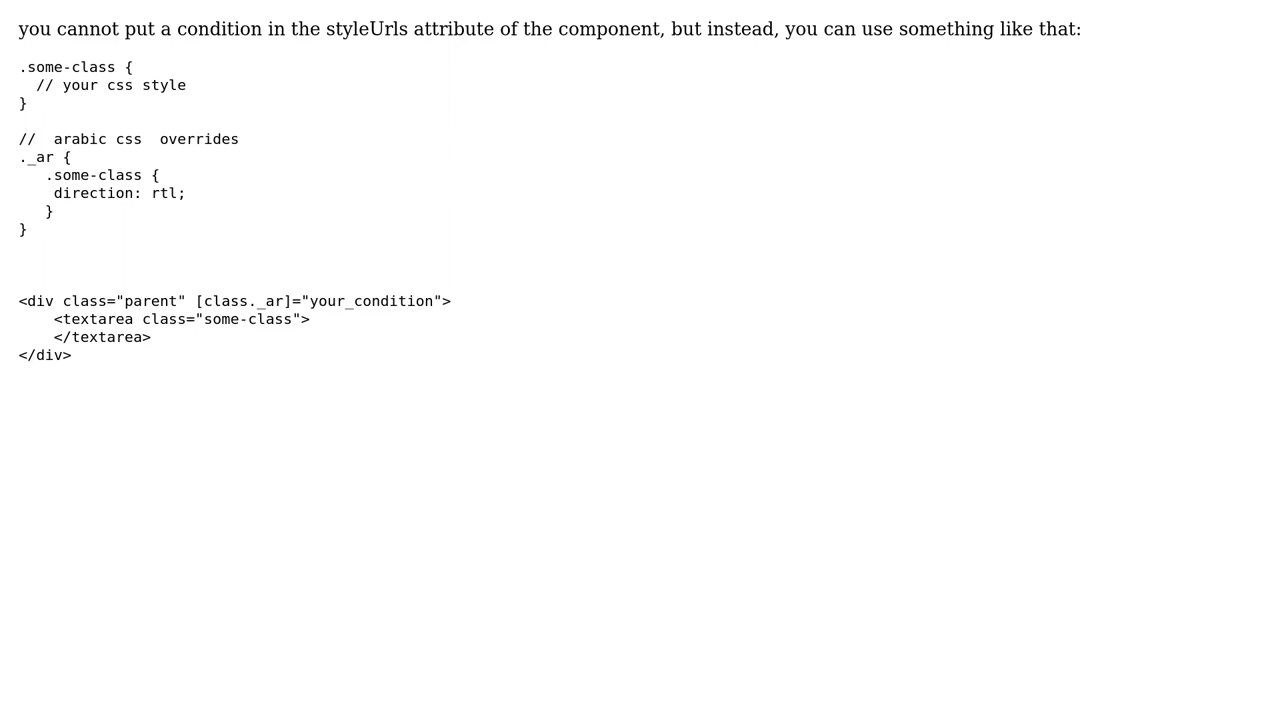 you cannot put a condition in the styleUrls attribute of the component, but instead, you can use something like that:
.some-class {
  // your css style
}
//  arabic css  overrides
._ar {
   .some-class {
    direction: rtl;
   }
}
<div class="parent" [class._ar]="your_condition">
    <textarea class="some-class">
    </textarea>
</div>